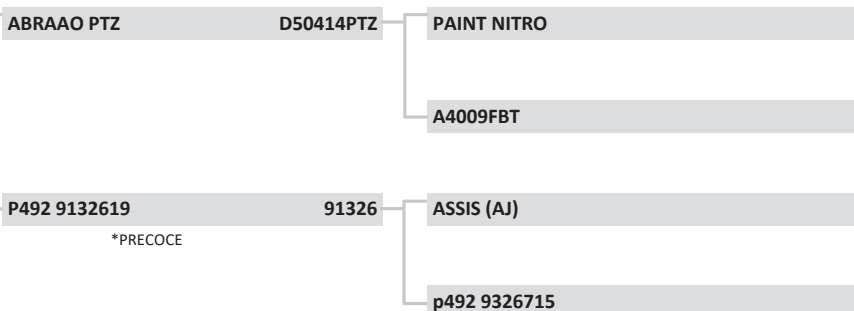 ABRAAO PTZ D50414PTZ PAINT NITRO
A4009FBT
P492 9132619 91326 ASSIS (AJ)
*PRECOCE
p492 9326715